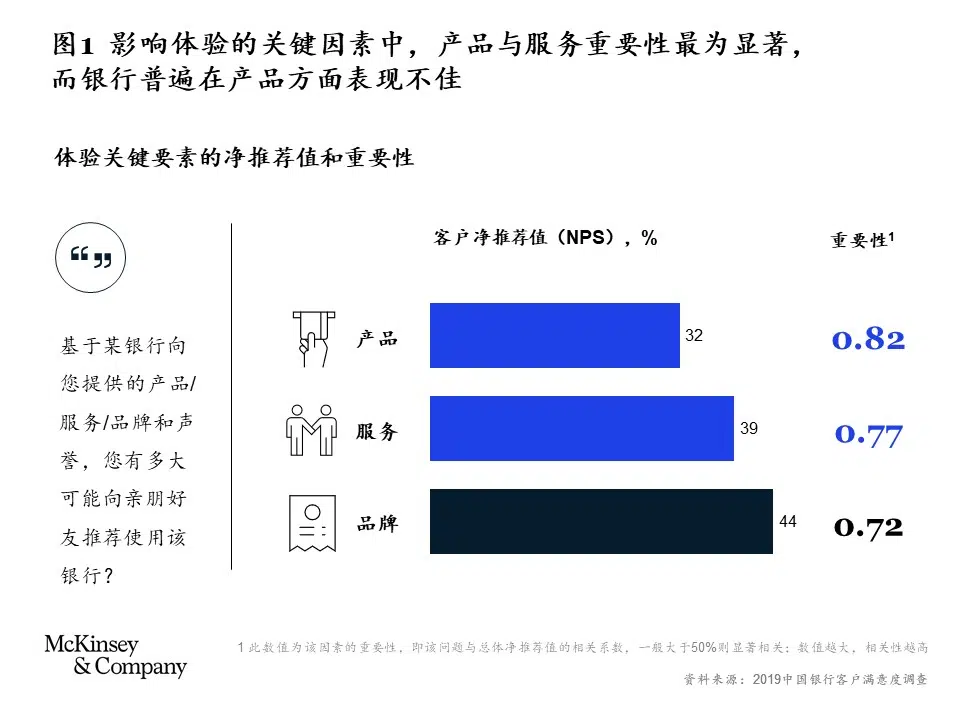 图1 影响体验的关键因素中，产品与服务重要性最为显著，
而银行普遍在产品方面表现不佳
体验关键要素的净推荐值和重要性
基于某银行向
您提供的产品/
服务/品牌和声
誉，您有多大
可能向亲朋好
友推荐使用该
银行？
客户净推荐值（NPS），%
重要性1
产品
32
0.82
服务
39
0.77
品牌
44
0.72
McKinsey
& Company
1 此数值为该因素的重要性，即该问题与总体净推荐值的相关系数，一般大于50%则显著相关；数值越大，相关性越高
资料来源：2019中国银行客户满意度调查